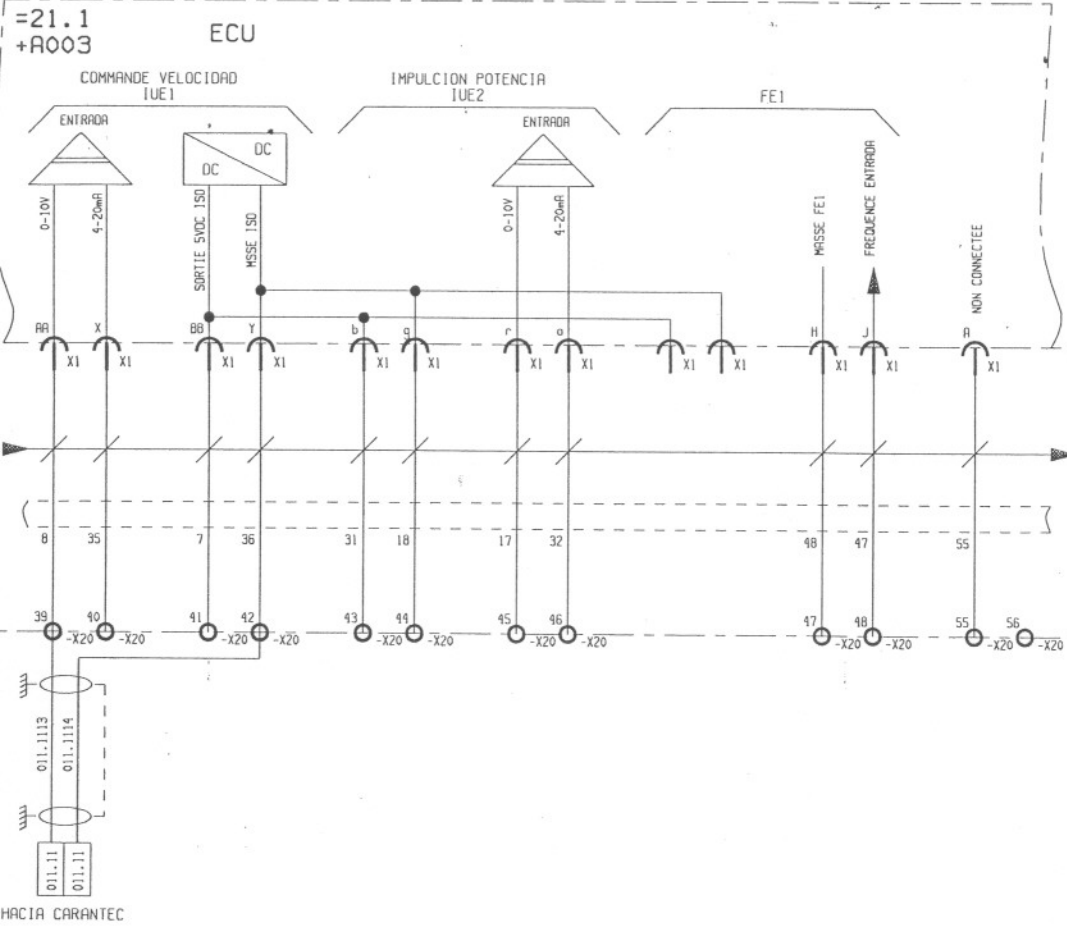 =21.1
+A003
ECU
COMMANDE VELOCIDAD
IUE1
IMPULCION POTENCIA
IUE2
FE1
ENTRADA
ENTRADA
DC
DC
0-10V
4-20mA
SORTIE 5VDC ISO
MSSE ISO
0-10V
4-20mA
MASSE FE1
FREQUENCE ENTRADA
NON CONNECTEE
AA X BB Y b q r a H J A
X1 X1 X1 X1 X1 X1 X1 X1 X1 X1 X1 X1 X1
8 35 7 36 31 18 17 32 48 47 55
39 40 41 42 43 44 45 46 47 48 55 56
-X20 -X20 -X20 -X20 -X20 -X20 -X20 -X20 -X20 -X20 -X20 -X20
011.1113
011.1114
011.11
011.11
HACIA CARANTEC